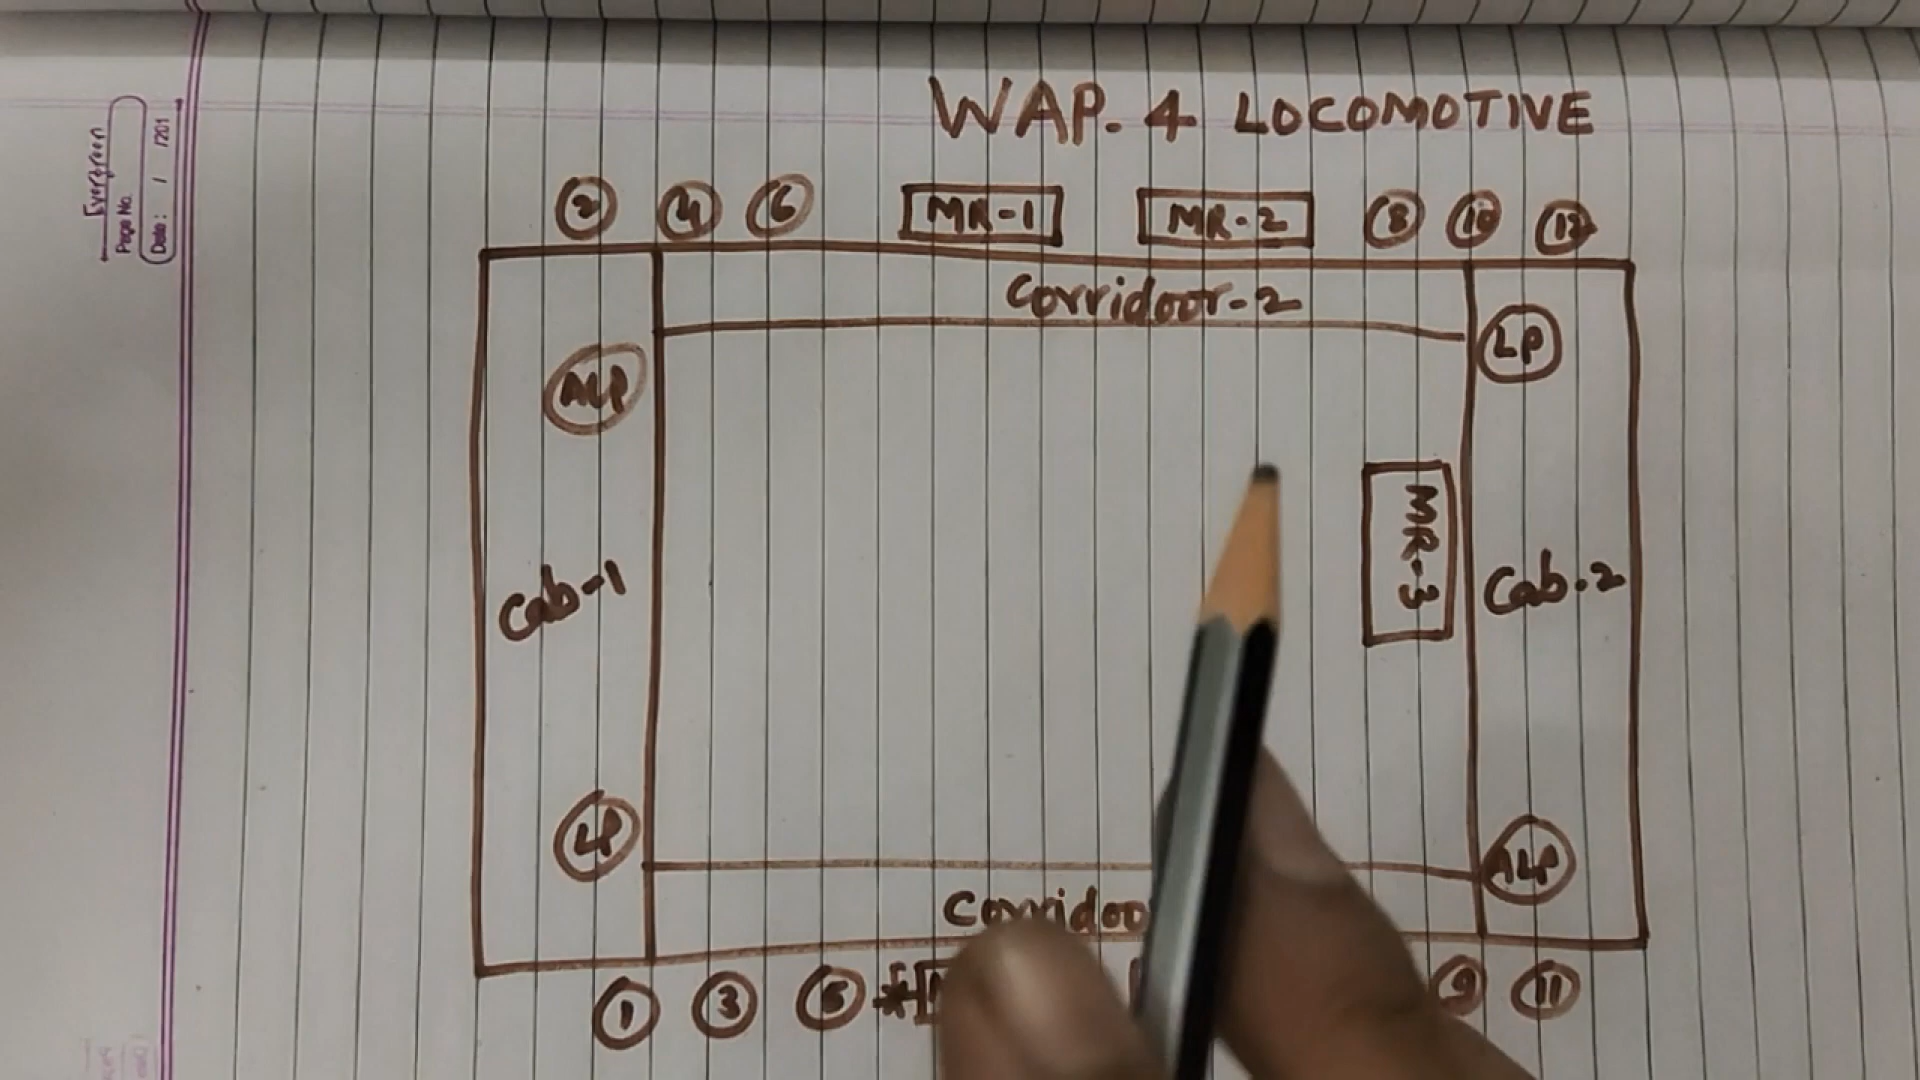 WAP. 4 LOCOMOTIVE
Evergreen
Page No.
Date: / /201
2 4 6 MR-1 MR-2 8 10 12
Corridoor-2
ALP LP
MR-3
Cab-1 Cab.2
LP ALP
1 3 5 * 9 11